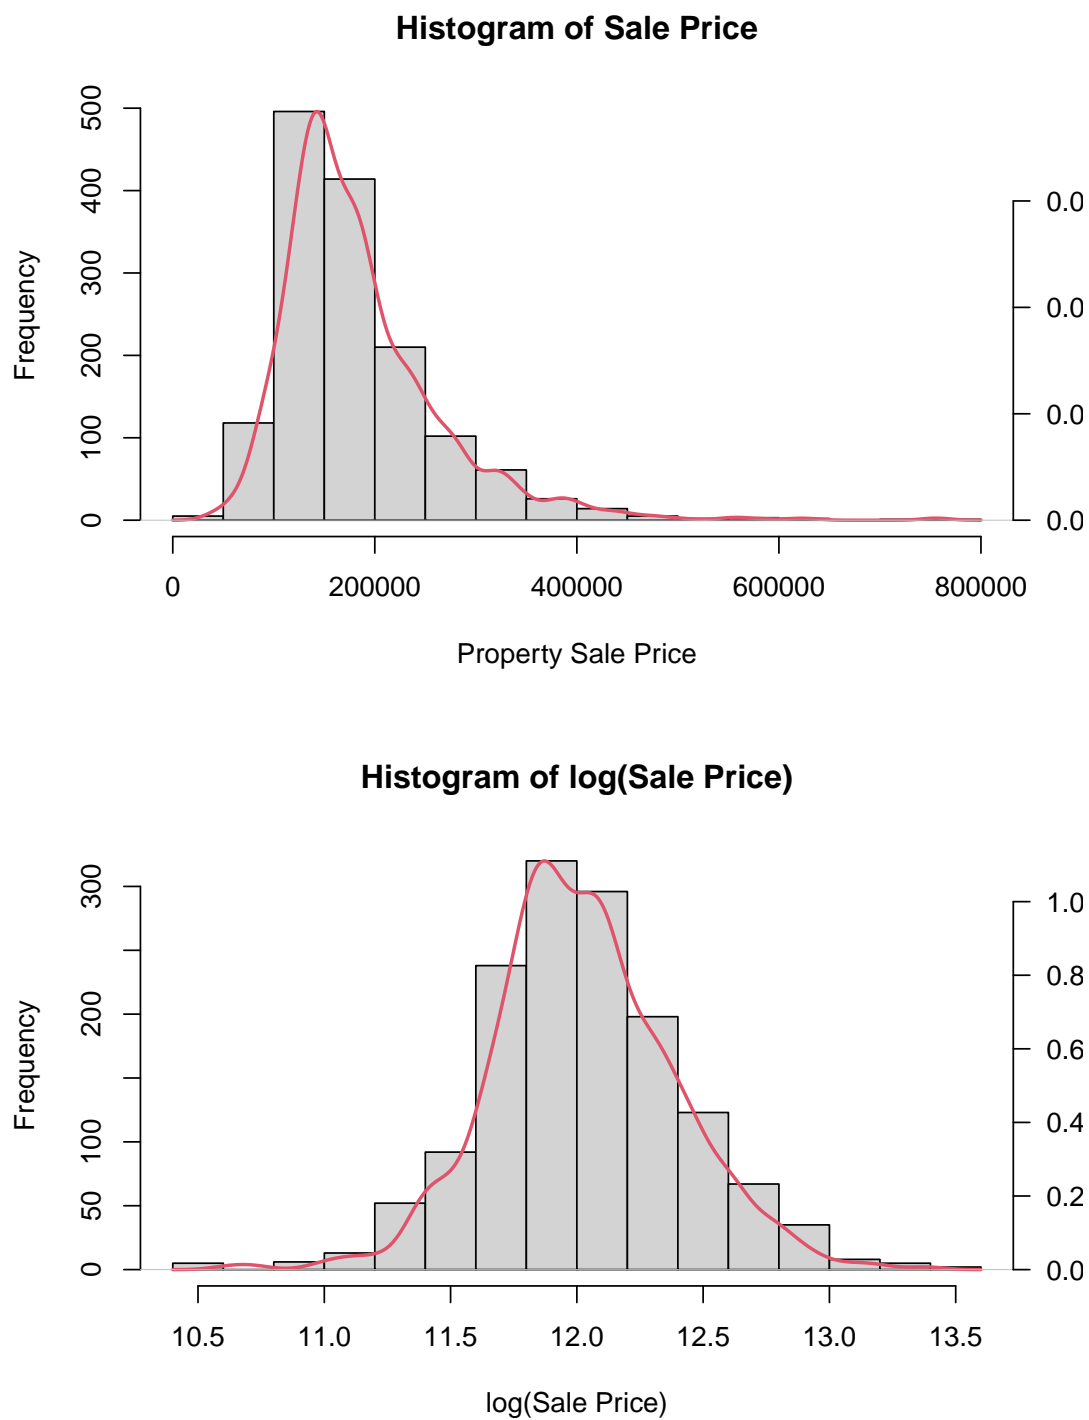 Histogram of Sale Price
Frequency
500
400
300
200
100
0
0.0
0.0
0.0
0.0
0 200000 400000 600000 800000
Property Sale Price
Histogram of log(Sale Price)
Frequency
300
200
100
50
0
1.0
0.8
0.6
0.4
0.2
0.0
10.5 11.0 11.5 12.0 12.5 13.0 13.5
log(Sale Price)